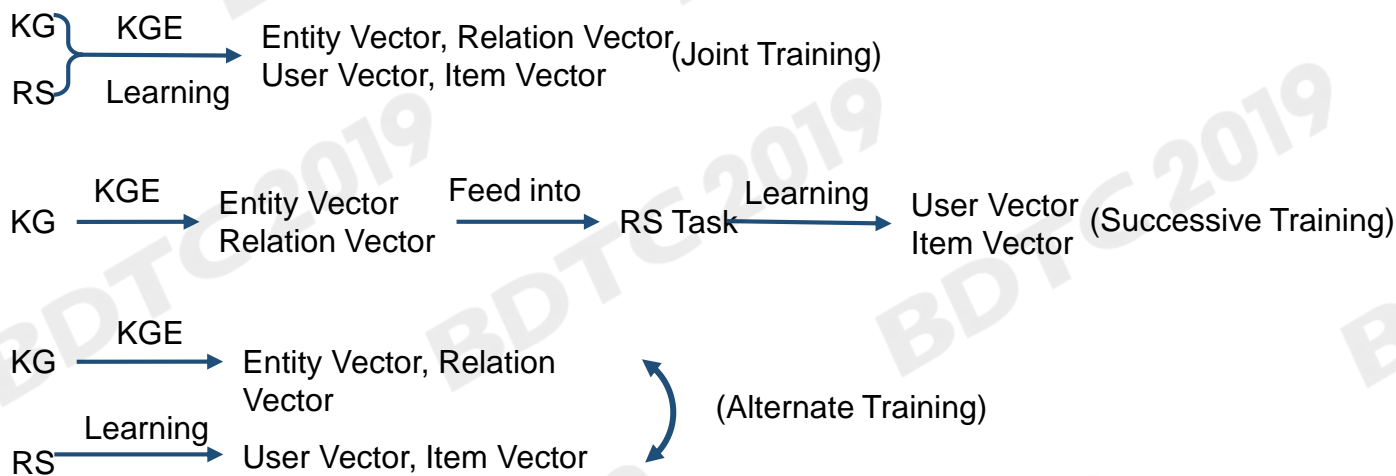 KG
KGE
Entity Vector, Relation Vector
(Joint Training)
RS
Learning
User Vector, Item Vector
KG
KGE
Entity Vector
Relation Vector
Feed into
RS Task
Learning
User Vector
Item Vector
(Successive Training)
KG
KGE
Entity Vector, Relation
Vector
(Alternate Training)
RS
Learning
User Vector, Item Vector
BDTC 2019
BDTC 2019
BDTC 2019